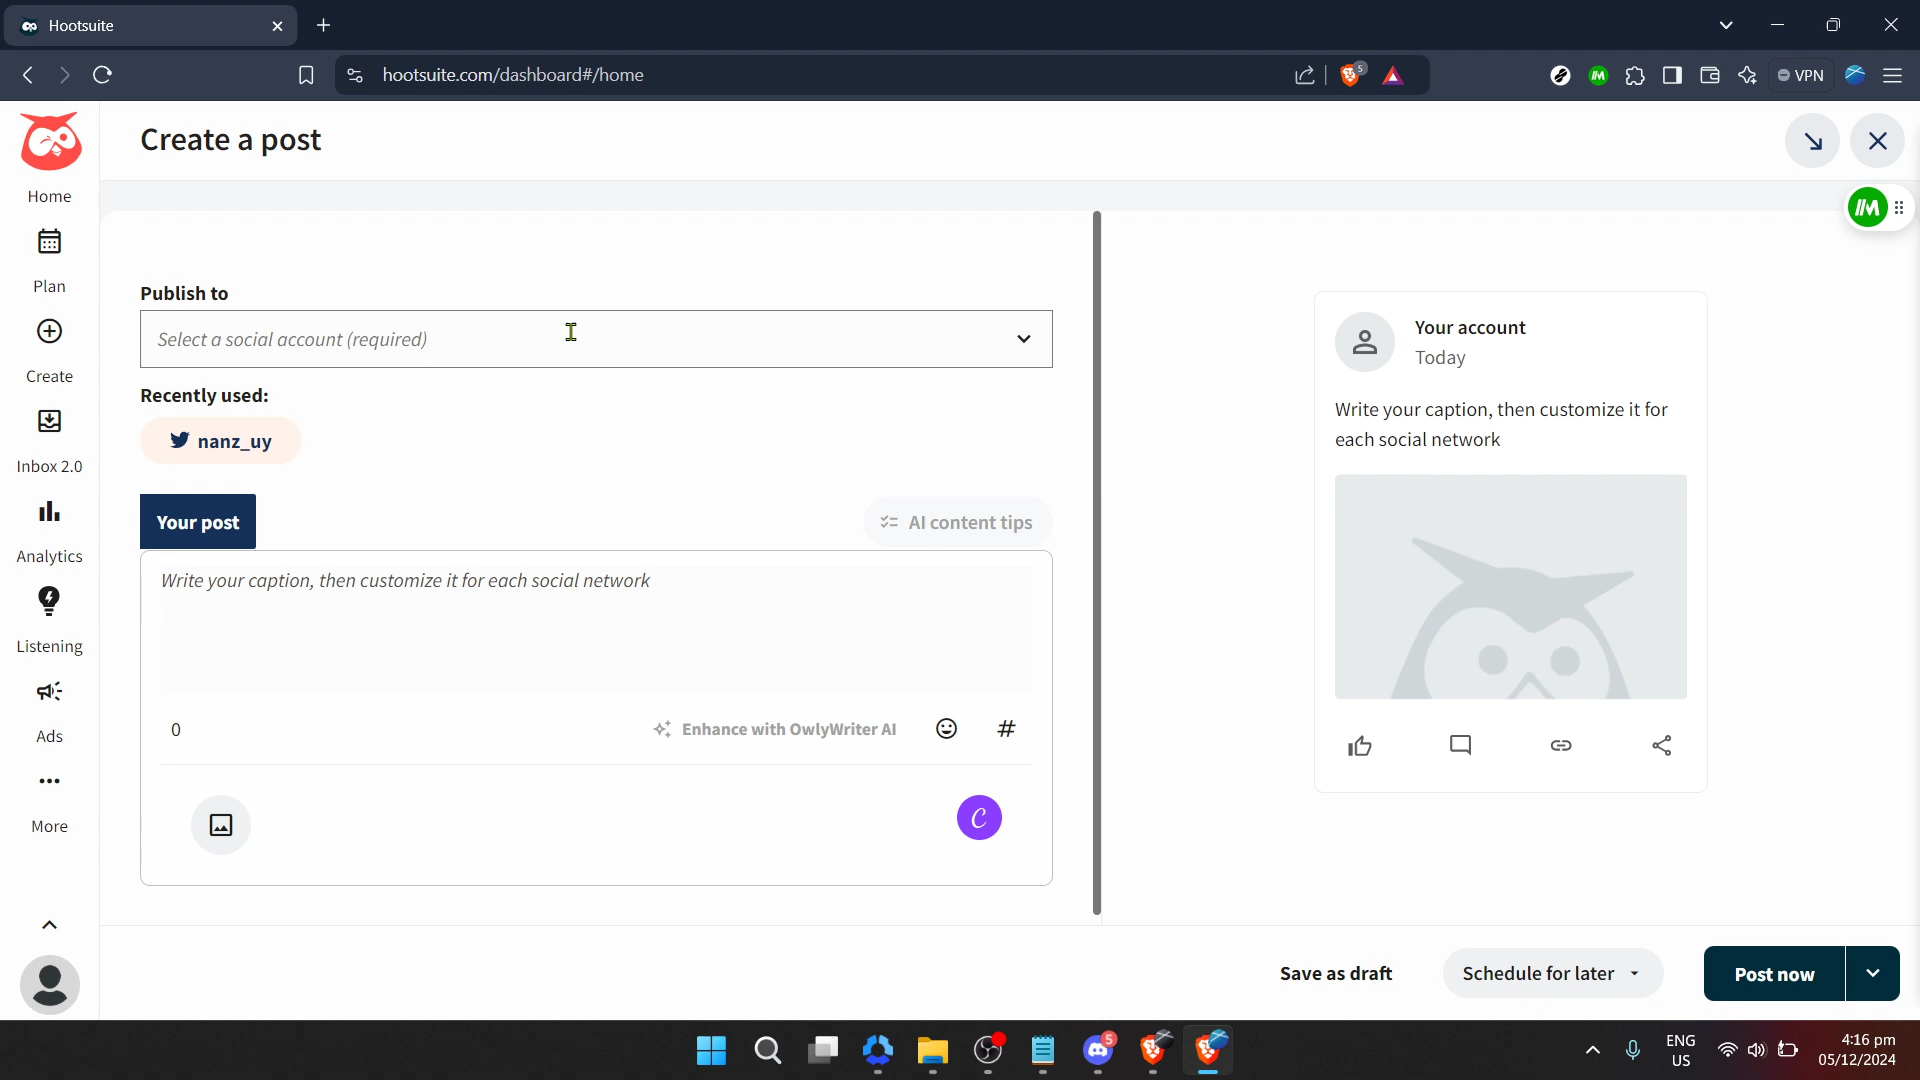 Hootsuite
hootsuite.com/dashboard#/home
5
VPN
Create a post
Home
Plan
Create
Inbox 2.0
Analytics
Listening
Ads
More
Publish to
Select a social account (required)
Recently used:
nanz_uy
Your post
AI content tips
Write your caption, then customize it for each social network
0
Enhance with OwlyWriter AI
#
C
Your account
Today
Write your caption, then customize it for
each social network
Save as draft
Schedule for later
Post now
5
ENG
US
4:16 pm
05/12/2024